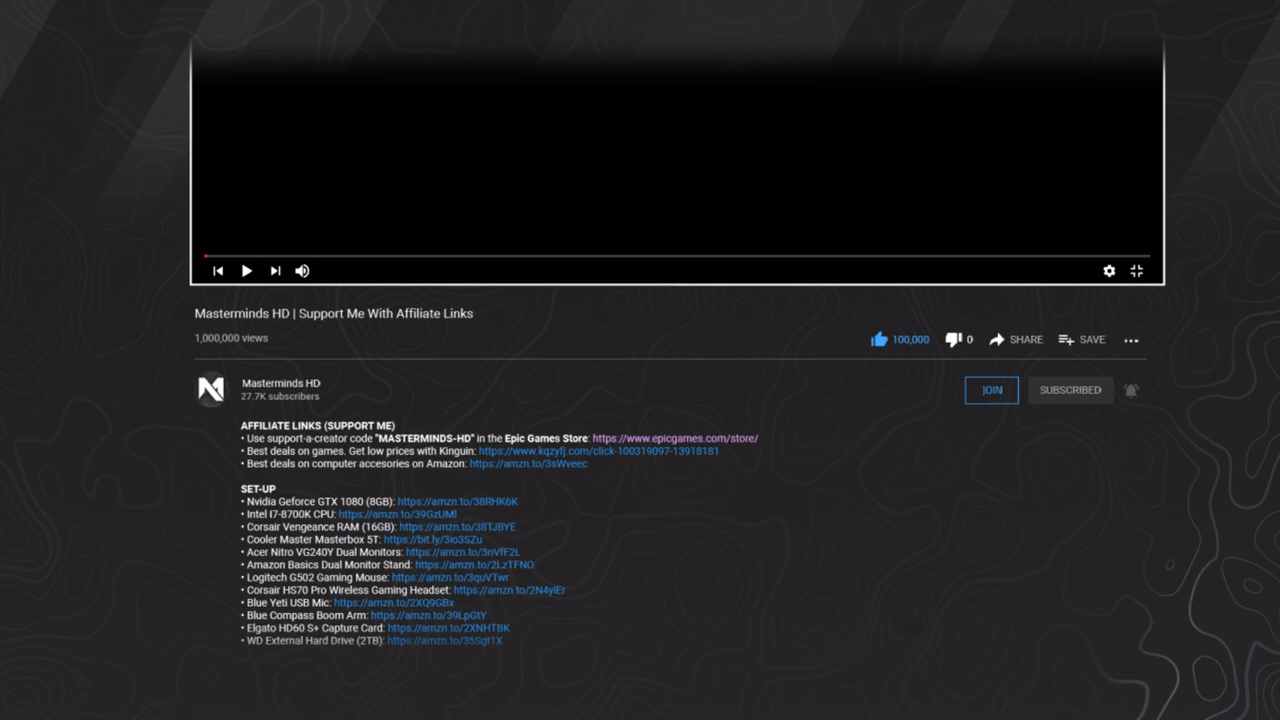 Masterminds HD | Support Me With Affiliate Links
1,000,000 views
100,000 0 SHARE SAVE
Masterminds HD
27.7K subscribers
JOIN SUBSCRIBED
AFFILIATE LINKS (SUPPORT ME)
• Use support-a-creator code "MASTERMINDS-HD" in the Epic Games Store: https://www.epicgames.com/store/
• Best deals on games. Get low prices with Kinguin: https://www.kqzyfj.com/click-100319097-13918181
• Best deals on computer accesories on Amazon: https://amzn.to/3sWveec
SET-UP
• Nvidia Geforce GTX 1080 (8GB): https://amzn.to/38RHK6K
• Intel I7-8700K CPU: https://amzn.to/39GzUMl
• Corsair Vengeance RAM (16GB): https://amzn.to/38TJBYE
• Cooler Master Masterbox 5T: https://bit.ly/3io3SZu
• Acer Nitro VG240Y Dual Monitors: https://amzn.to/3nVfF2L
• Amazon Basics Dual Monitor Stand: https://amzn.to/2LzTFNO
• Logitech G502 Gaming Mouse: https://amzn.to/3quVTwr
• Corsair HS70 Pro Wireless Gaming Headset: https://amzn.to/2N4yiEr
• Blue Yeti USB Mic: https://amzn.to/2XQ9GBx
• Blue Compass Boom Arm: https://amzn.to/39LpGtY
• Elgato HD60 S+ Capture Card: https://amzn.to/2XNHTBK
• WD External Hard Drive (2TB): https://amzn.to/35Sgt1X